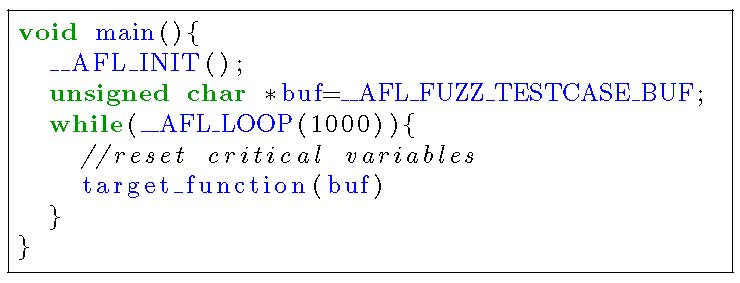 void main(){
__AFL_INIT();
unsigned char *buf=__AFL_FUZZ_TESTCASE_BUF;
while(__AFL_LOOP(1000)){
//reset critical variables
target_function(buf)
}
}